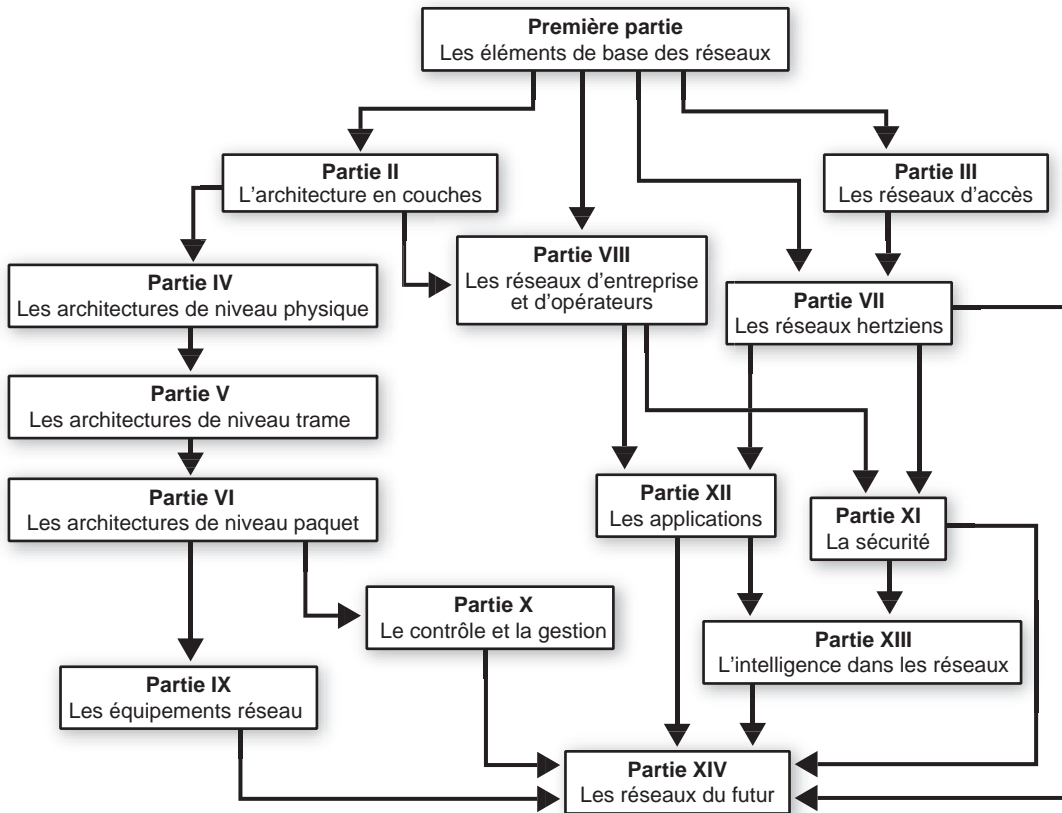 Première partie
Les éléments de base des réseaux
Partie II
L'architecture en couches
Partie III
Les réseaux d'accès
Partie VIII
Les réseaux d'entreprise
et d'opérateurs
Partie IV
Les architectures de niveau physique
Partie VII
Les réseaux hertziens
Partie V
Les architectures de niveau trame
Partie VI
Les architectures de niveau paquet
Partie XII
Les applications
Partie XI
La sécurité
Partie X
Le contrôle et la gestion
Partie XIII
L'intelligence dans les réseaux
Partie IX
Les équipements réseau
Partie XIV
Les réseaux du futur